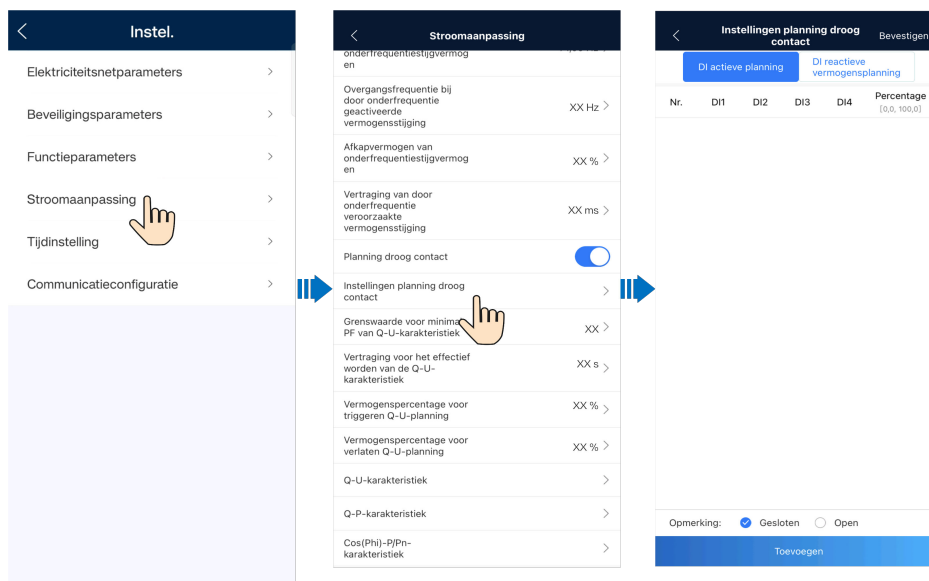 Instel.
Elektriciteitsnetparameters
Beveiligingsparameters
Functieparameters
Stroomaanpassing
Tijdinstelling
Communicatieconfiguratie
Stroomaanpassing
onderfrequentiestijgvermog
en
Overgangsfrequentie bij
door onderfrequentie
geactiveerde
vermogensstijging
XX Hz
Afkapvermogen van
onderfrequentiestijgvermog
en
XX %
Vertraging van door
onderfrequentie
veroorzaakte
vermogensstijging
XX ms
Planning droog contact
Instellingen planning droog
contact
Grenswaarde voor
PF van Q-U-karakteristiek
XX
Vertraging voor het effectief
worden van de Q-U-
karakteristiek
XX s
Vermogenspercentage voor
triggeren Q-U-planning
XX %
Vermogenspercentage voor
verlaten Q-U-planning
XX %
Q-U-karakteristiek
Q-P-karakteristiek
Cos(Phi)-P/Pn-
karakteristiek
Instellingen planning droog
contact
Bevestigen
DI actieve planning
DI reactieve
vermogensplanning
Nr. DI1 DI2 DI3 DI4 Percentage
[0,0, 100,0]
Opmerking: Gesloten Open
Toevoegen